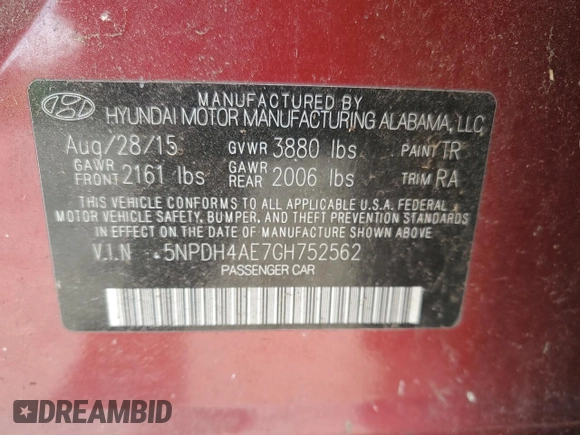 MANUFACTURED BY
HYUNDAI MOTOR MANUFACTURING ALABAMA, LLC
Aug/28/15 GVWR 3880 lbs PAINT TR
GAWR FRONT 2161 lbs GAWR REAR 2006 lbs TRIM RA
THIS VEHICLE CONFORMS TO ALL APPLICABLE U.S.A. FEDERAL
MOTOR VEHICLE SAFETY, BUMPER, AND THEFT PREVENTION STANDARDS
IN EFFECT ON THE DATE OF MANUFACTURE SHOWN ABOVE.
V.I.N 5NPDH4AE7GH752562
PASSENGER CAR
DREAMBID